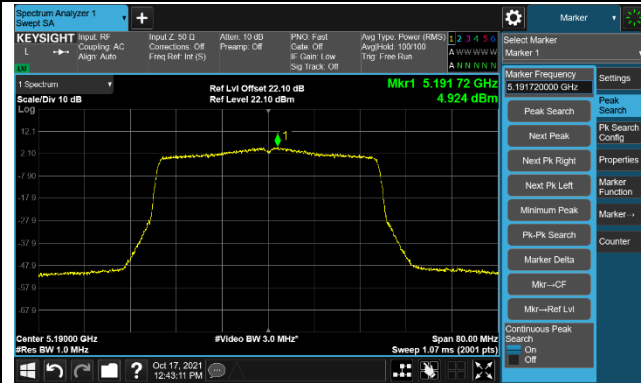 Spectrum Analyzer 1
Swept SA
Marker
KEYSIGHT
L
Input: RF
Coupling: AC
Align: Auto
Input Z: 50 Ω
Corrections: Off
Freq Ref: Int (S)
Atten: 10 dB
Preamp: Off
PNO: Fast
Gate: Off
IF Gain: Low
Sig Track: Off
Avg Type: Power (RMS)
Avg|Hold: 100/100
Trig: Free Run
1 2 3 4 5 6
A W W W W W
A N N N N N
Select Marker
Marker 1
1 Spectrum
Scale/Div 10 dB
Log
Ref Lvl Offset 22.10 dB
Ref Level 22.10 dBm
Mkr1 5.191 72 GHz
4.924 dBm
1
12.1
2.10
-7.90
-17.9
-27.9
-37.9
-47.9
-57.9
-67.9
Center 5.19000 GHz
#Res BW 1.0 MHz
#Video BW 3.0 MHz*
Span 80.00 MHz
Sweep 1.07 ms (2001 pts)
Marker Frequency
5.191720000 GHz
Peak Search
Next Peak
Next Pk Right
Next Pk Left
Minimum Peak
Pk-Pk Search
Marker Delta
Mkr→CF
Mkr→Ref Lvl
Continuous Peak
Search
On
Off
Settings
Peak
Search
Pk Search
Config
Properties
Marker
Function
Marker→
Counter
Oct 17, 2021
12:43:11 PM